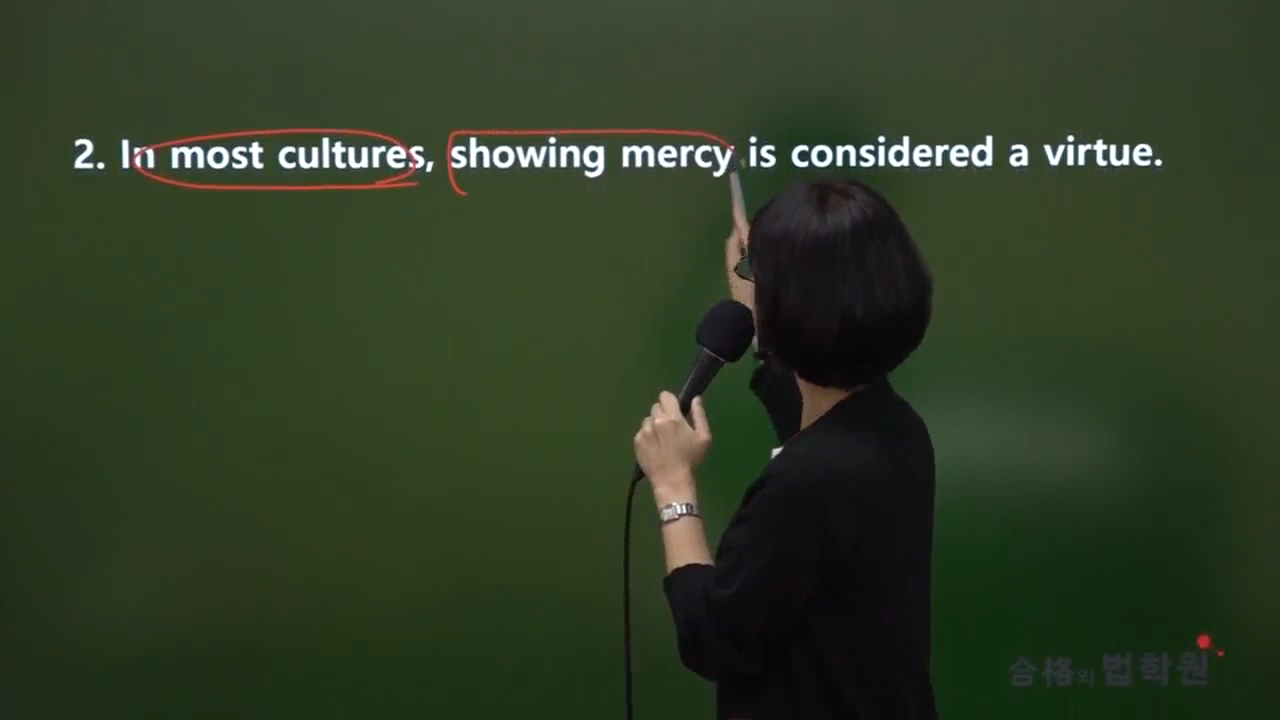 2. In most cultures, showing mercy is considered a virtue.
合格의 법학원